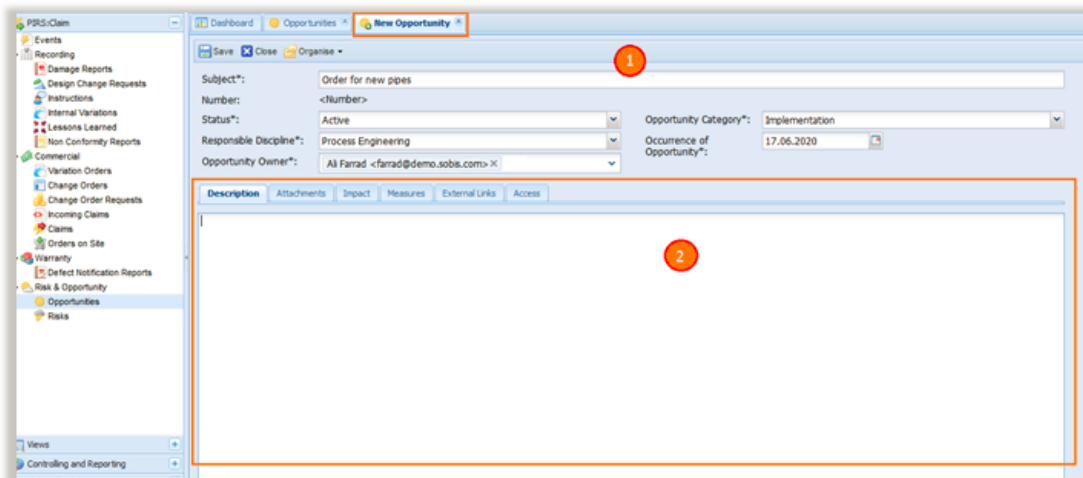 PIRS:Claim
Events
Recording
Damage Reports
Design Change Requests
Instructions
Internal Variations
Lessons Learned
Non Conformity Reports
Commercial
Variation Orders
Change Orders
Change Order Requests
Incoming Claims
Claims
Orders on Site
Warranty
Defect Notification Reports
Risk & Opportunity
Opportunities
Risks
Views
Controlling and Reporting
Dashboard Opportunities New Opportunity
Save Close Organise
1
Subject*: Order for new pipes
Number: <Number>
Status*: Active Opportunity Category*: Implementation
Responsible Discipline*: Process Engineering Occurrence of Opportunity*: 17.06.2020
Opportunity Owner*: Ali Farrad <farrad@demo.sobis.com>
Description Attachments Impact Measures External Links Access
2